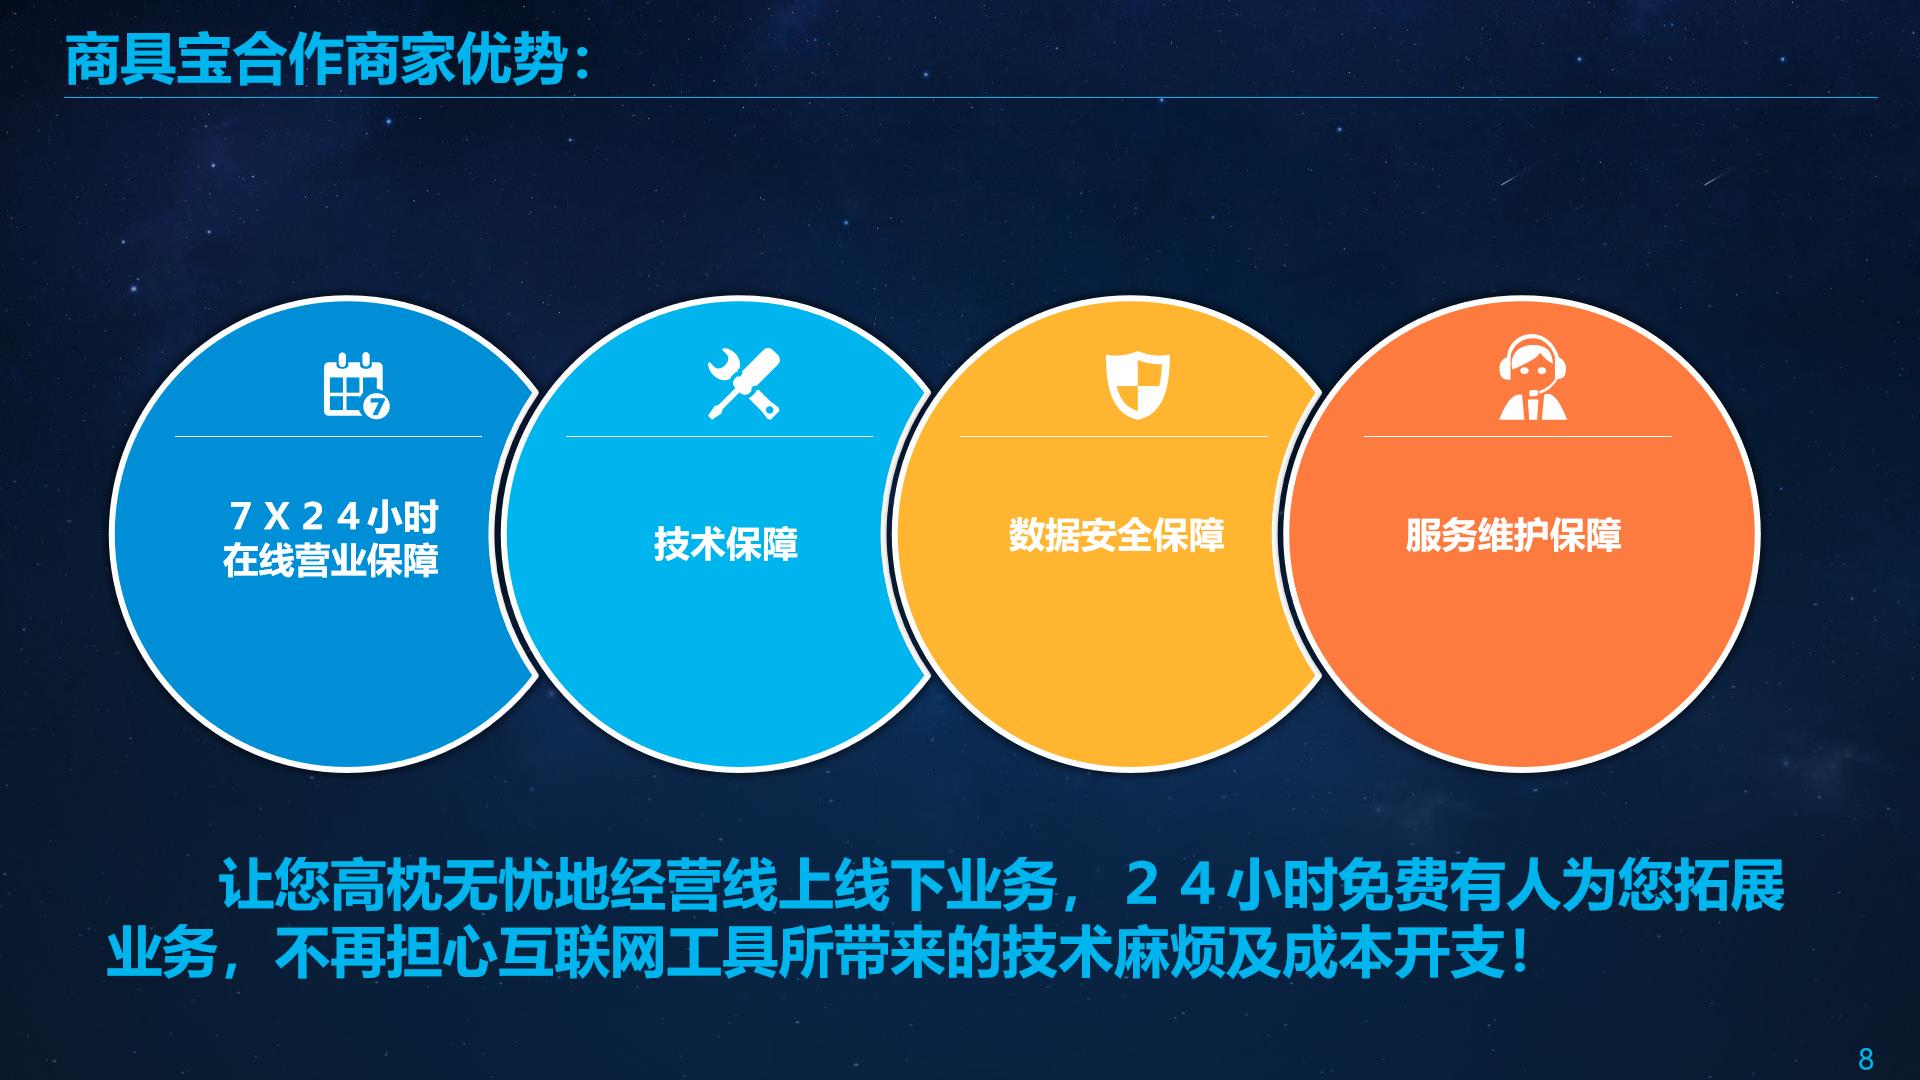 商具宝合作商家优势：
7
7X24小时
在线营业保障
技术保障
数据安全保障
服务维护保障
让您高枕无忧地经营线上线下业务，24小时免费有人为您拓展
业务，不再担心互联网工具所带来的技术麻烦及成本开支！
8